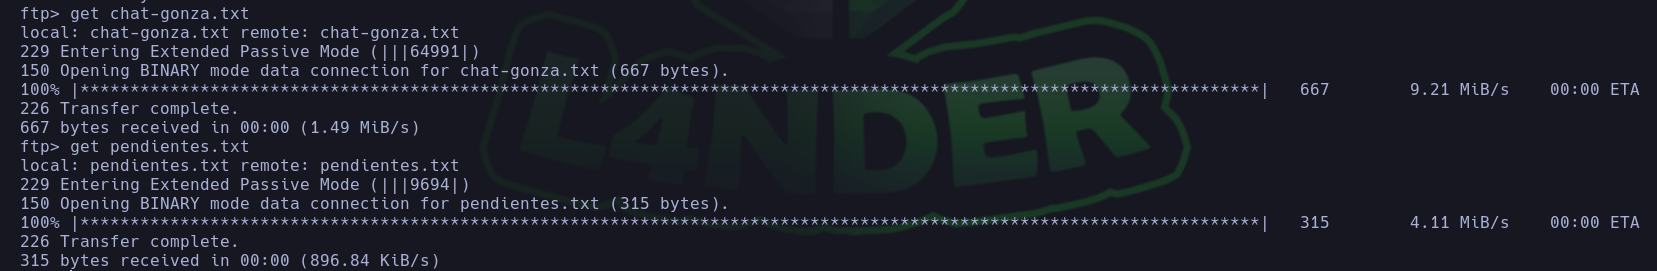 ftp> get chat-gonza.txt
local: chat-gonza.txt remote: chat-gonza.txt
229 Entering Extended Passive Mode (|||64991|)
150 Opening BINARY mode data connection for chat-gonza.txt (667 bytes).
100% |**********************************************************************************************************************| 667 9.21 MiB/s 00:00 ETA
226 Transfer complete.
667 bytes received in 00:00 (1.49 MiB/s)
ftp> get pendientes.txt
local: pendientes.txt remote: pendientes.txt
229 Entering Extended Passive Mode (|||9694|)
150 Opening BINARY mode data connection for pendientes.txt (315 bytes).
100% |**********************************************************************************************************************| 315 4.11 MiB/s 00:00 ETA
226 Transfer complete.
315 bytes received in 00:00 (896.84 KiB/s)
L4NDER